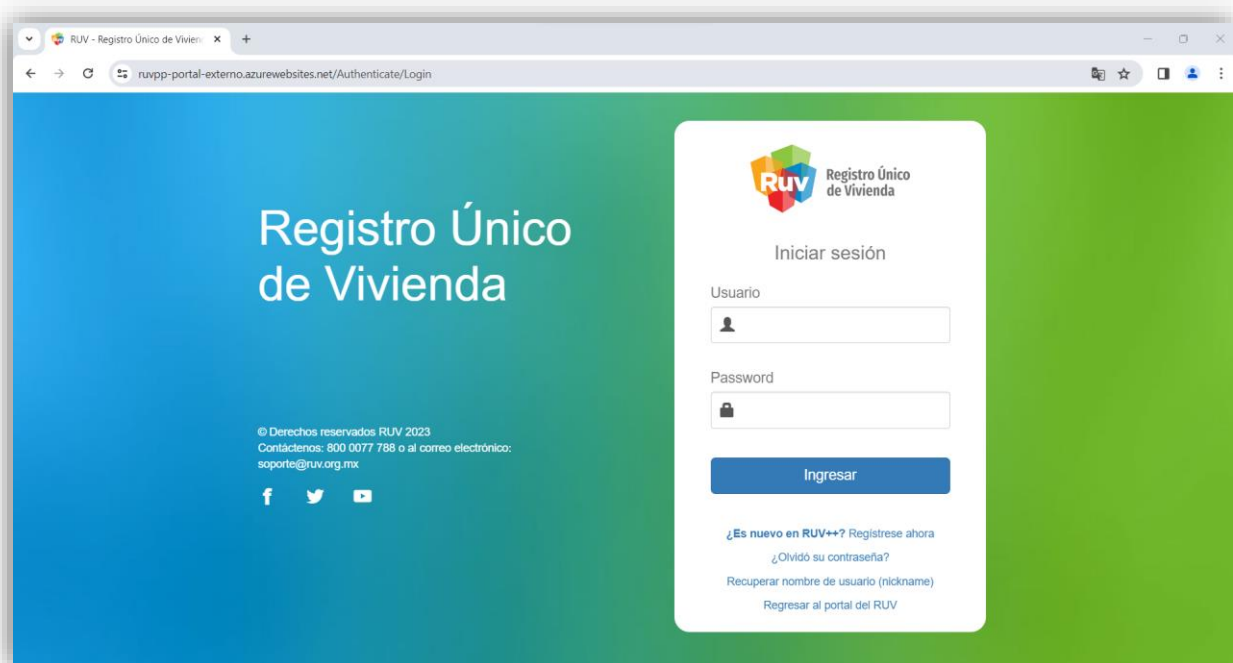 RUV - Registro Único de Vivien
ruvpp-portal-externo.azurewebsites.net/Authenticate/Login
Registro Único
de Vivienda
© Derechos reservados RUV 2023
Contáctenos: 800 0077 788 o al correo electrónico:
soporte@ruv.org.mx
Ruv
Registro Único
de Vivienda
Iniciar sesión
Usuario
Password
Ingresar
¿Es nuevo en RUV++? Regístrese ahora
¿Olvidó su contraseña?
Recuperar nombre de usuario (nickname)
Regresar al portal del RUV